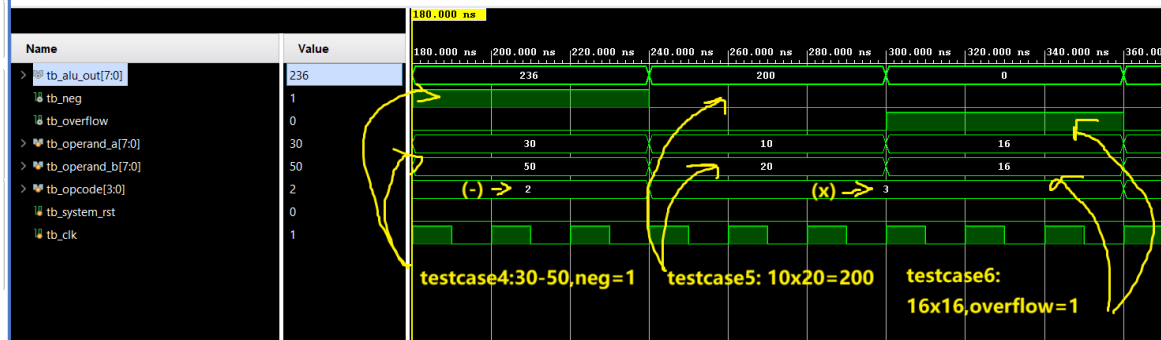 180.000 ns
Name Value
180.000 ns 200.000 ns 220.000 ns 240.000 ns 260.000 ns 280.000 ns 300.000 ns 320.000 ns 340.000 ns 360.00
tb_alu_out[7:0] 236 236 200 0
tb_neg 1
tb_overflow 0
tb_operand_a[7:0] 30 30 10 16
tb_operand_b[7:0] 50 50 20 16
tb_opcode[3:0] 2 (-) 2 (x) 3
tb_system_rst 0
tb_clk 1
testcase4:30-50,neg=1 testcase5: 10x20=200 testcase6:
16x16,overflow=1